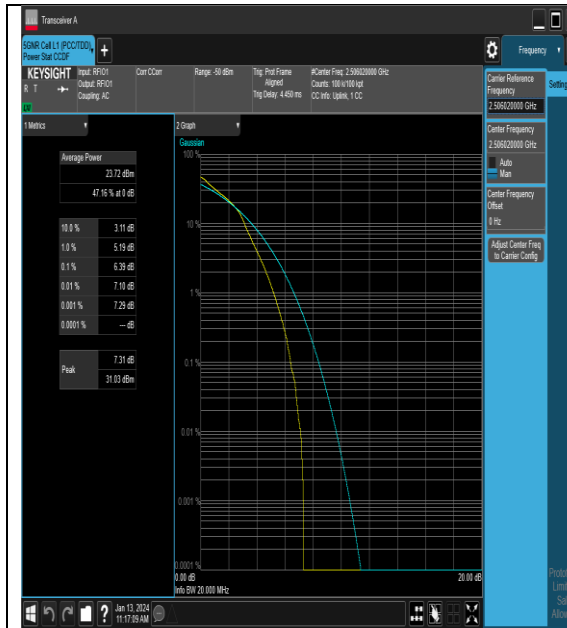 Transceiver A
5GNR Cell L1 (PCC/TDD)
Power Stat CCDF
Frequency
KEYSIGHT
R T
Input: RFIO1
Output: RFIO1
Coupling: AC
Corr CCorr
Range: -50 dBm
Trig: Prot Frame
Aligned
Trig Delay: 4.450 ms
#Center Freq: 2.506020000 GHz
Counts: 100 k/100 kpt
CC Info: Uplink, 1 CC
Carrier Reference
Frequency
2.506020000 GHz
Setting
Center Frequency
2.506020000 GHz
Auto
Man
Center Frequency
Offset
0 Hz
Adjust Center Freq
to Carrier Config
1 Metrics
Average Power
23.72 dBm
47.16 % at 0 dB
10.0 % 3.11 dB
1.0 % 5.19 dB
0.1 % 6.39 dB
0.01 % 7.10 dB
0.001 % 7.29 dB
0.0001 % --- dB
Peak
7.31 dB
31.03 dBm
2 Graph
Gaussian
100 %
10 %
1 %
0.1 %
0.01 %
0.001 %
0.0001 %
0.00 dB
20.00 dB
Info BW 20.000 MHz
Jan 13, 2024
11:17:09 AM